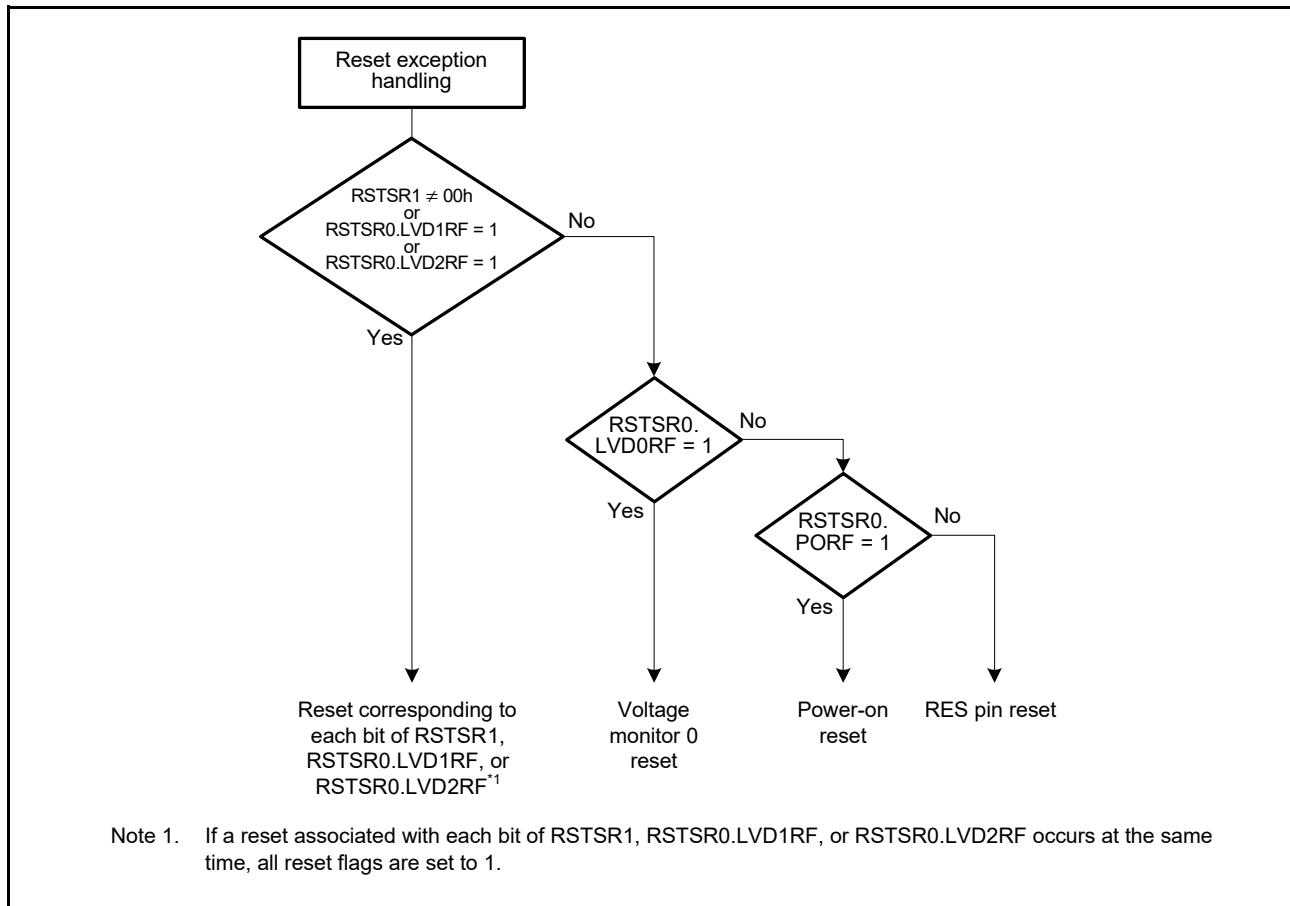 Reset exception
handling
RSTSR1 ≠ 00h
or
RSTSR0.LVD1RF = 1
or
RSTSR0.LVD2RF = 1
No
Yes
RSTSR0.
LVD0RF = 1
No
Yes
RSTSR0.
PORF = 1
No
Yes
Reset corresponding to
each bit of RSTSR1,
RSTSR0.LVD1RF, or
RSTSR0.LVD2RF*1
Voltage
monitor 0
reset
Power-on
reset
RES pin reset
Note 1. If a reset associated with each bit of RSTSR1, RSTSR0.LVD1RF, or RSTSR0.LVD2RF occurs at the same
time, all reset flags are set to 1.